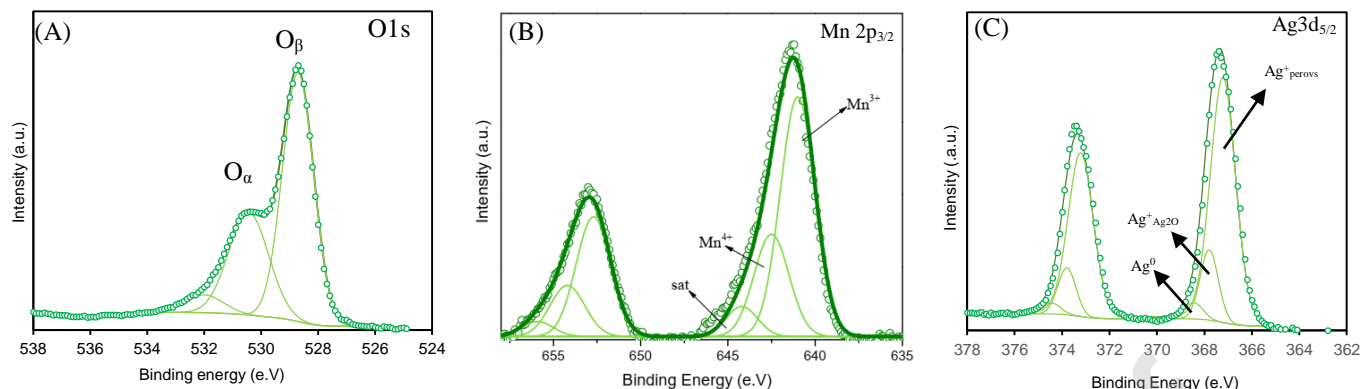 (A)
O1s
Oβ
Oα
Intensity (a.u.)
538 536 534 532 530 528 526 524
Binding energy (e.V)
(B)
Mn 2p3/2
Mn3+
Mn4+
sat
Intensity (a.u.)
655 650 645 640 635
Binding Energy (e.V)
(C)
Ag3d5/2
Ag+perovs
Ag+Ag2O
Ag0
Intensity (.a.u.)
378 376 374 372 370 368 366 364 362
Binding Energy (e.V)